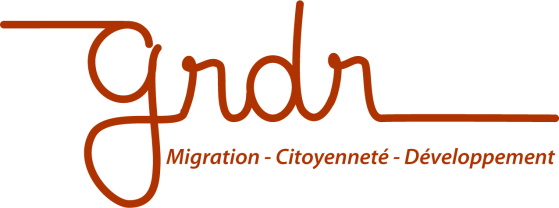 grdr
Migration - Citoyenneté - Développement